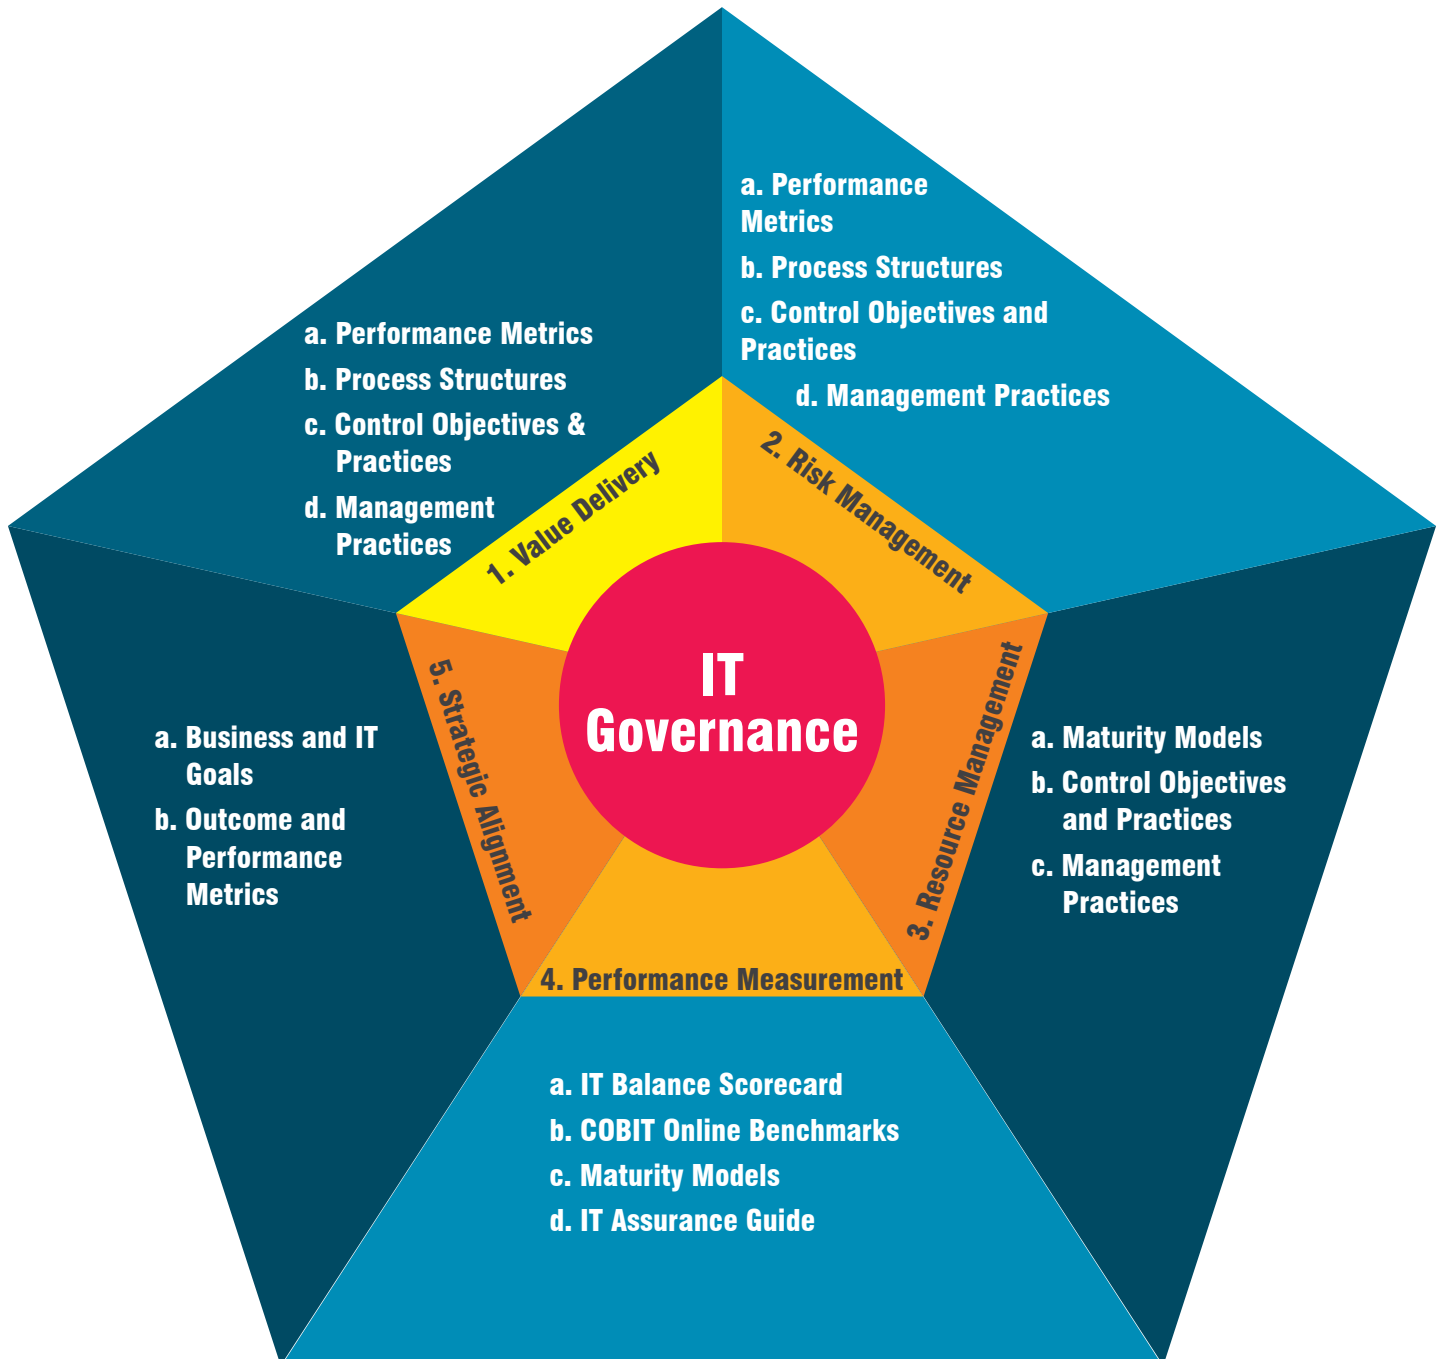 IT
Governance
1. Value Delivery
a. Performance Metrics
b. Process Structures
c. Control Objectives &
Practices
d. Management
Practices
2. Risk Management
a. Performance
Metrics
b. Process Structures
c. Control Objectives and
Practices
d. Management Practices
3. Resource Management
a. Maturity Models
b. Control Objectives
and Practices
c. Management
Practices
4. Performance Measurement
a. IT Balance Scorecard
b. COBIT Online Benchmarks
c. Maturity Models
d. IT Assurance Guide
5. Strategic Alignment
a. Business and IT
Goals
b. Outcome and
Performance
Metrics